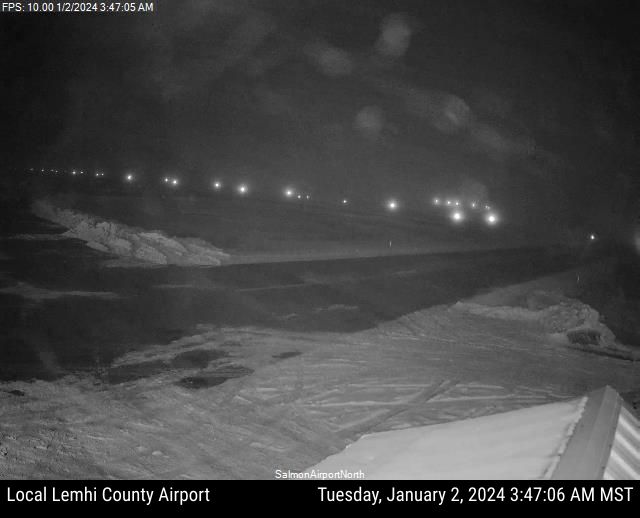 FPS: 10.00 1/2/2024 3:47:05 AM
SalmonAirportNorth
Local Lemhi County Airport Tuesday, January 2, 2024 3:47:06 AM MST